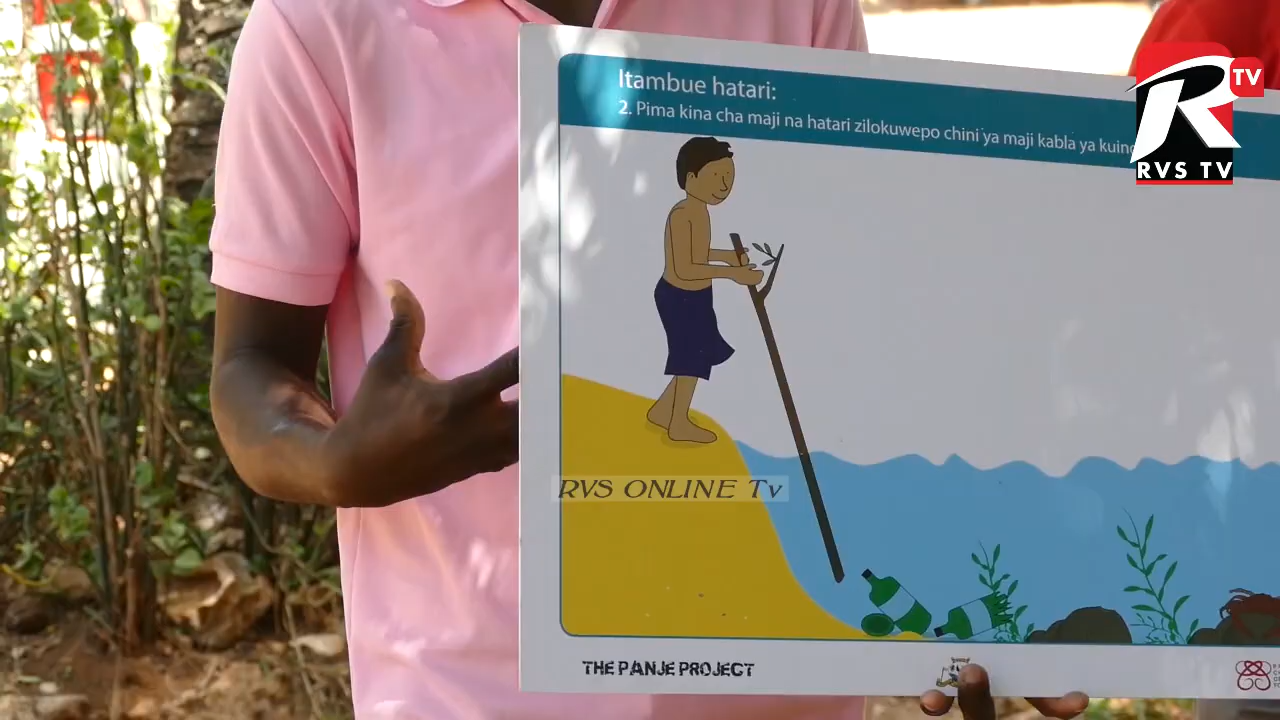 Itambue hatari:
2. Pima kina cha maji na hatari zilokuwepo chini ya maji kabla ya
TV
RVS TV
RVS ONLINE Tv
THE PANJE PROJECT